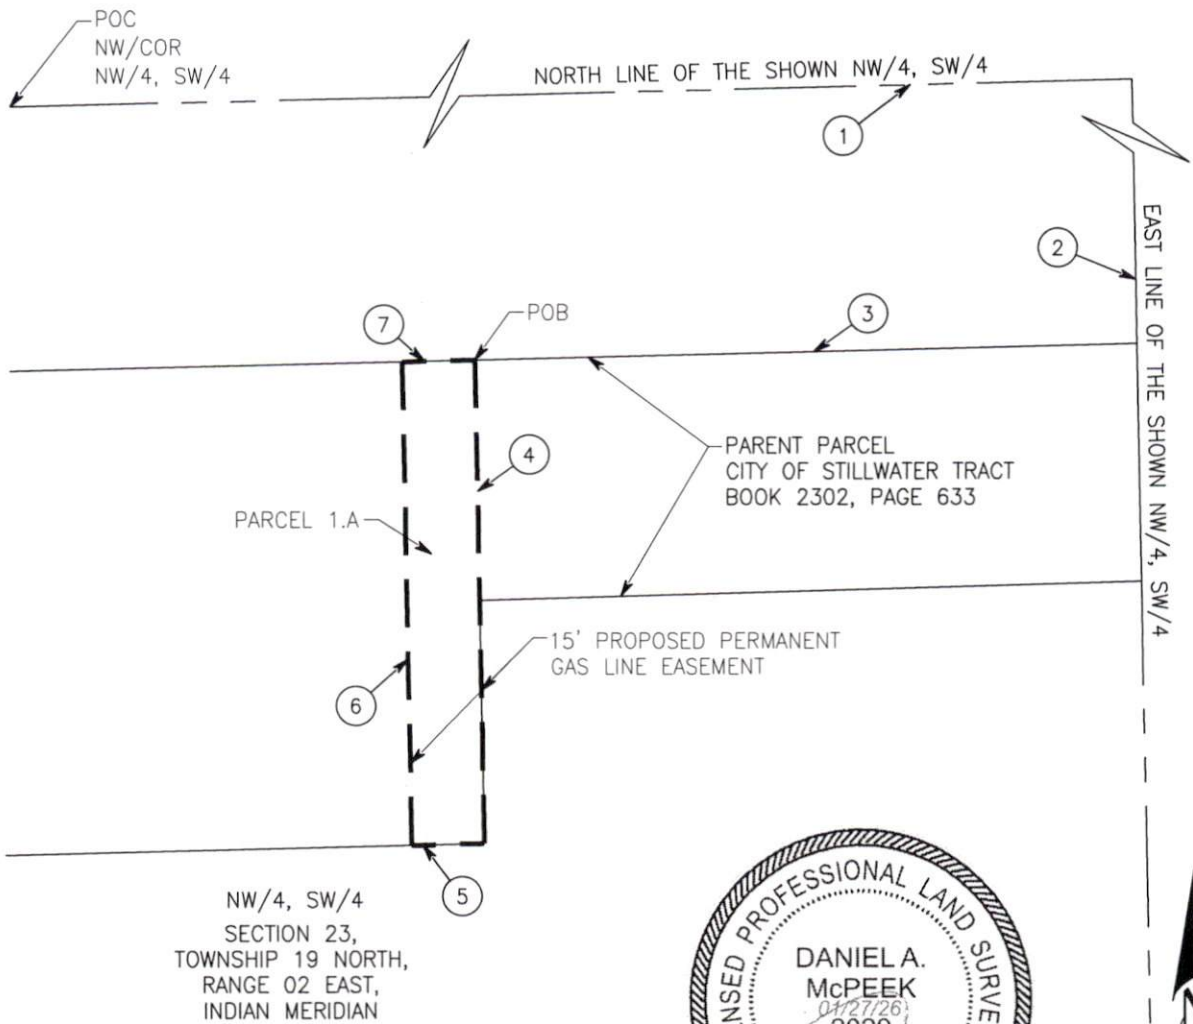 POC
NW/COR
NW/4, SW/4
NORTH LINE OF THE SHOWN NW/4, SW/4
1
2
EAST LINE OF THE SHOWN NW/4, SW/4
3
7
POB
4
PARENT PARCEL
CITY OF STILLWATER TRACT
BOOK 2302, PAGE 633
PARCEL 1.A
15' PROPOSED PERMANENT
GAS LINE EASEMENT
6
5
NW/4, SW/4
SECTION 23,
TOWNSHIP 19 NORTH,
RANGE 02 EAST,
INDIAN MERIDIAN
PROFESSIONAL LAND
DANIEL A.
McPEEK
01/27/26